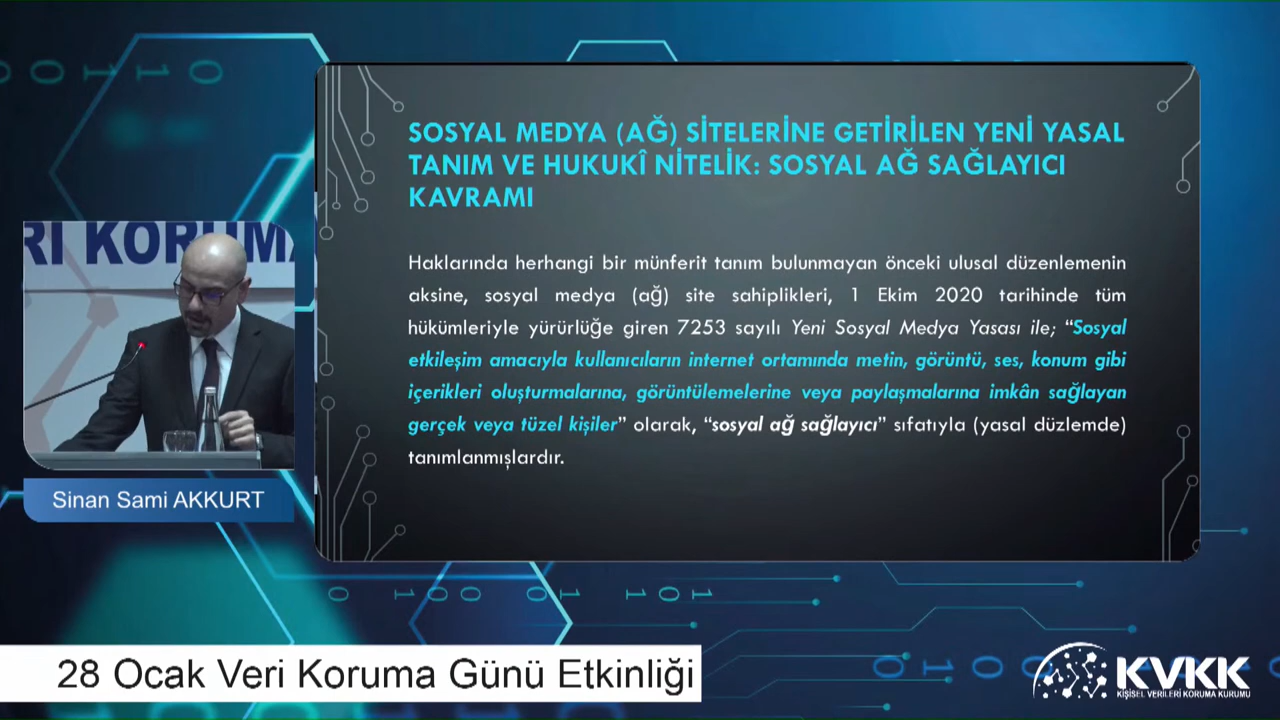 SOSYAL MEDYA (AĞ) SİTELERİNE GETİRİLEN YENİ YASAL
TANIM VE HUKUKÎ NİTELİK: SOSYAL AĞ SAĞLAYICI
KAVRAMI
Haklarında herhangi bir münferit tanım bulunmayan önceki ulusal düzenlemenin
aksine, sosyal medya (ağ) site sahiplikleri, 1 Ekim 2020 tarihinde tüm
hükümleriyle yürürlüğe giren 7253 sayılı Yeni Sosyal Medya Yasası ile; “Sosyal
etkileşim amacıyla kullanıcıların internet ortamında metin, görüntü, ses, konum gibi
içerikleri oluşturmalarına, görüntülemelerine veya paylaşmalarına imkân sağlayan
gerçek veya tüzel kişiler” olarak, “sosyal ağ sağlayıcı” sıfatıyla (yasal düzlemde)
tanımlanmışlardır.
RI KORUMA
Sinan Sami AKKURT
28 Ocak Veri Koruma Günü Etkinliği
KVKK
KİŞİSEL VERİLERİ KORUMA KURUMU